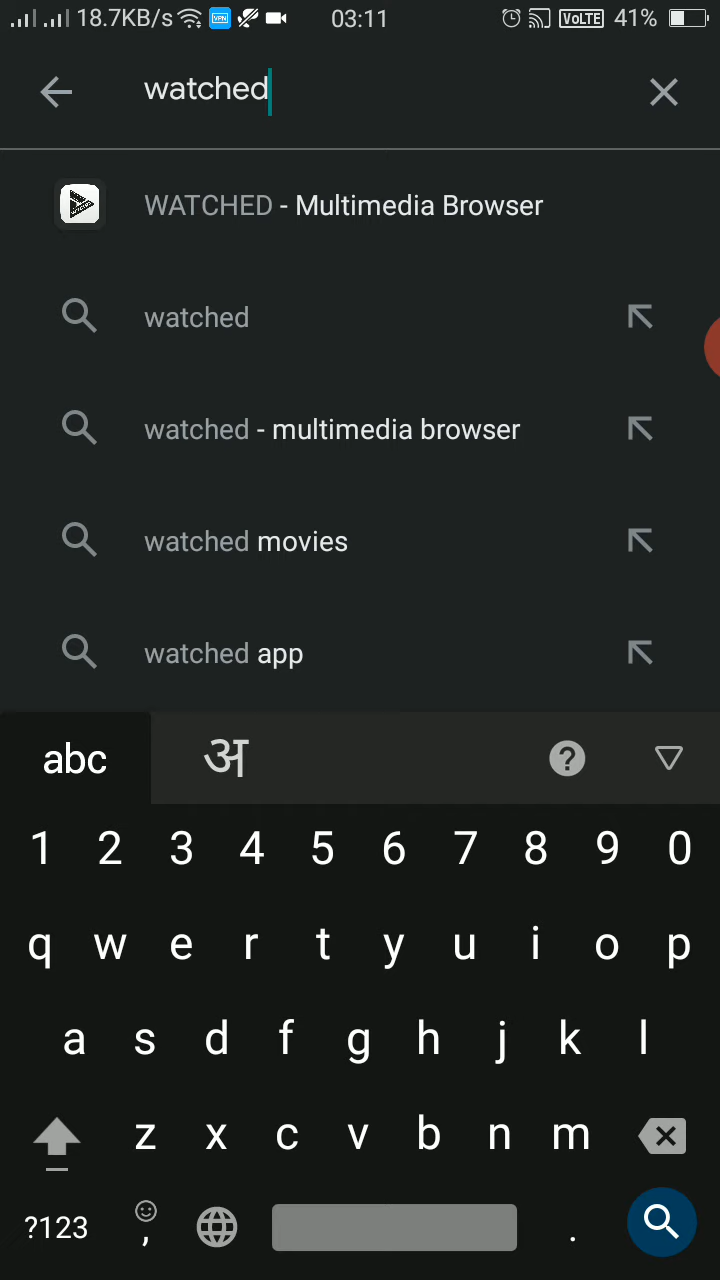 18.7KB/s VPN 03:11 VoLTE 41%
watched
WATCHED - Multimedia Browser
watched
watched - multimedia browser
watched movies
watched app
abc अ ?
1 2 3 4 5 6 7 8 9 0
q w e r t y u i o p
a s d f g h j k l
z x c v b n m
?123 , .